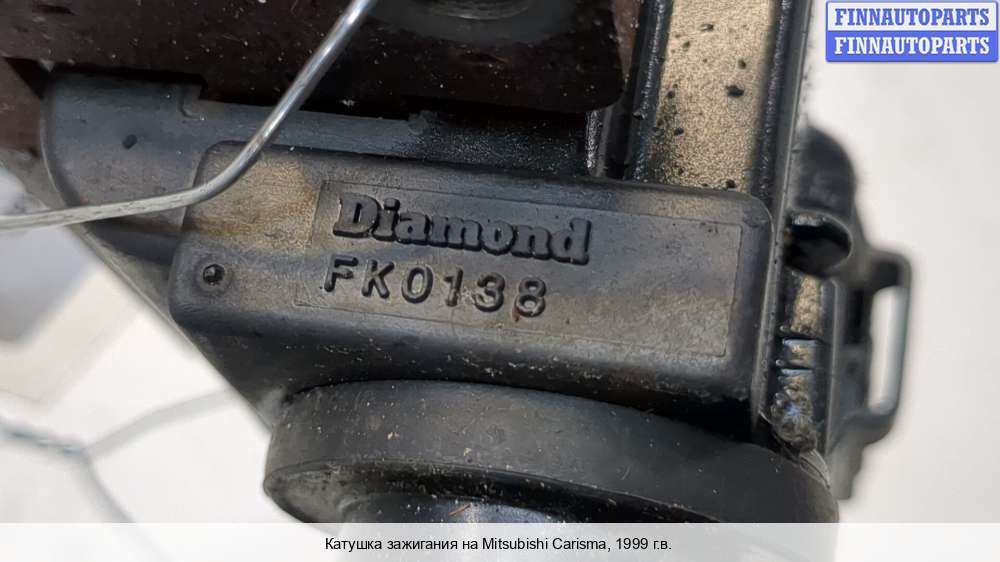 FINNAUTOPARTS
FINNAUTOPARTS
Diamond
FK0138
Катушка зажигания на Mitsubishi Carisma, 1999 г.в.